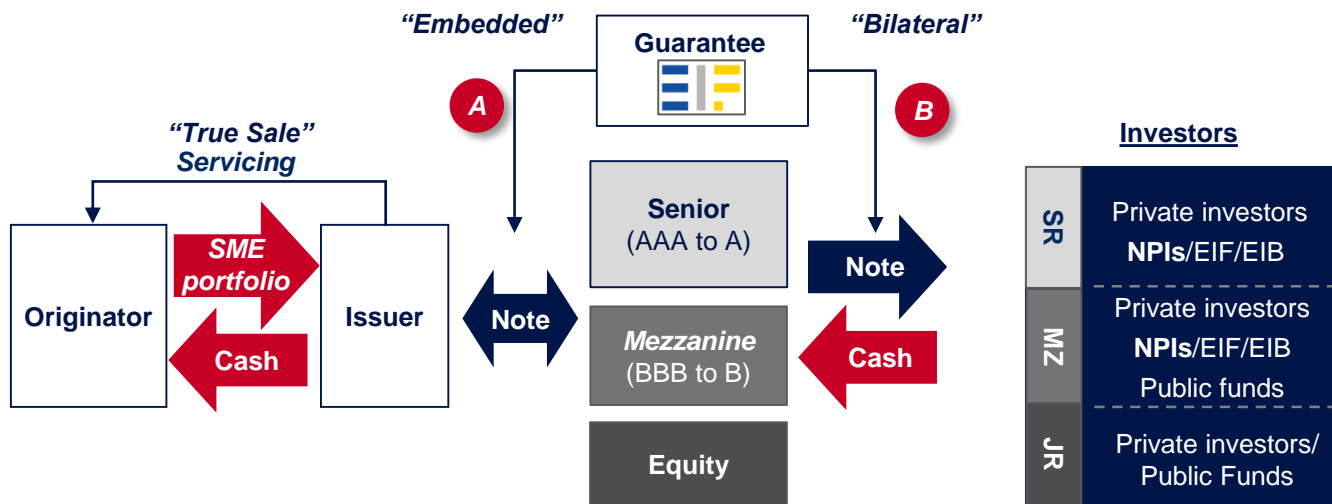 “Embedded”
Guarantee
“Bilateral”
A
B
“True Sale”
Servicing
Originator
SME
portfolio
Cash
Issuer
Note
Senior
(AAA to A)
Mezzanine
(BBB to B)
Equity
Note
Cash
Investors
SR
Private investors
NPIs/EIF/EIB
MZ
Private investors
NPIs/EIF/EIB
Public funds
JR
Private investors/
Public Funds